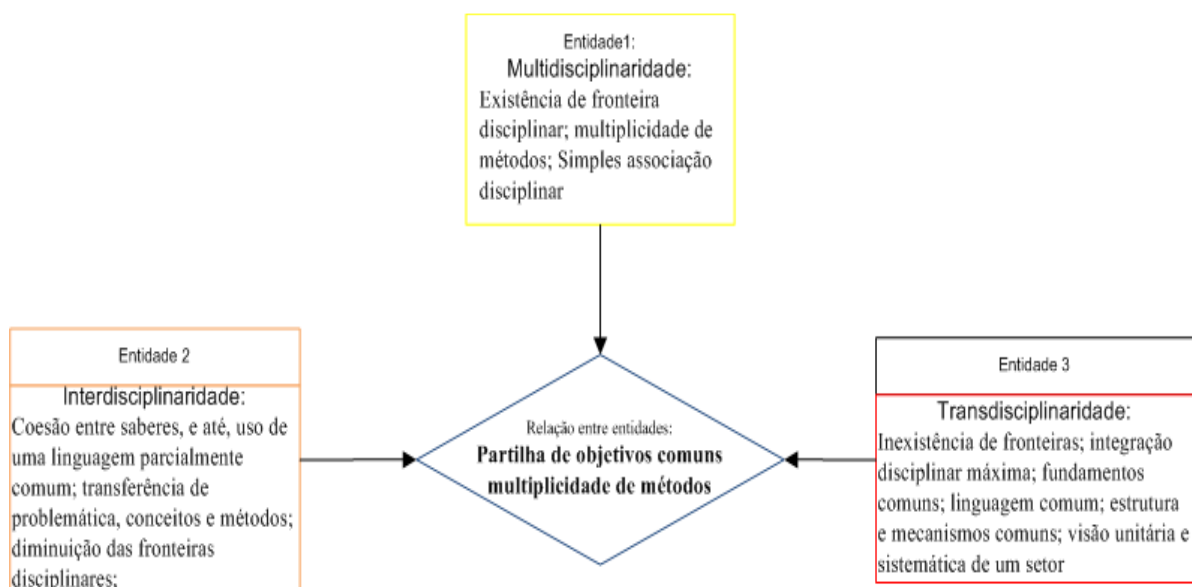 Entidade1:
Multidisciplinaridade:
Existência de fronteira
disciplinar; multiplicidade de
métodos; Simples associação
disciplinar
Entidade 2
Interdisciplinaridade:
Coesão entre saberes, e até, uso de
uma linguagem parcialmente
comum; transferência de
problemática, conceitos e métodos;
diminuição das fronteiras
disciplinares;
Relação entre entidades:
Partilha de objetivos comuns
multiplicidade de métodos
Entidade 3
Transdisciplinaridade:
Inexistência de fronteiras; integração
disciplinar máxima; fundamentos
comuns; linguagem comum; estrutura
e mecanismos comuns; visão unitária e
sistemática de um setor